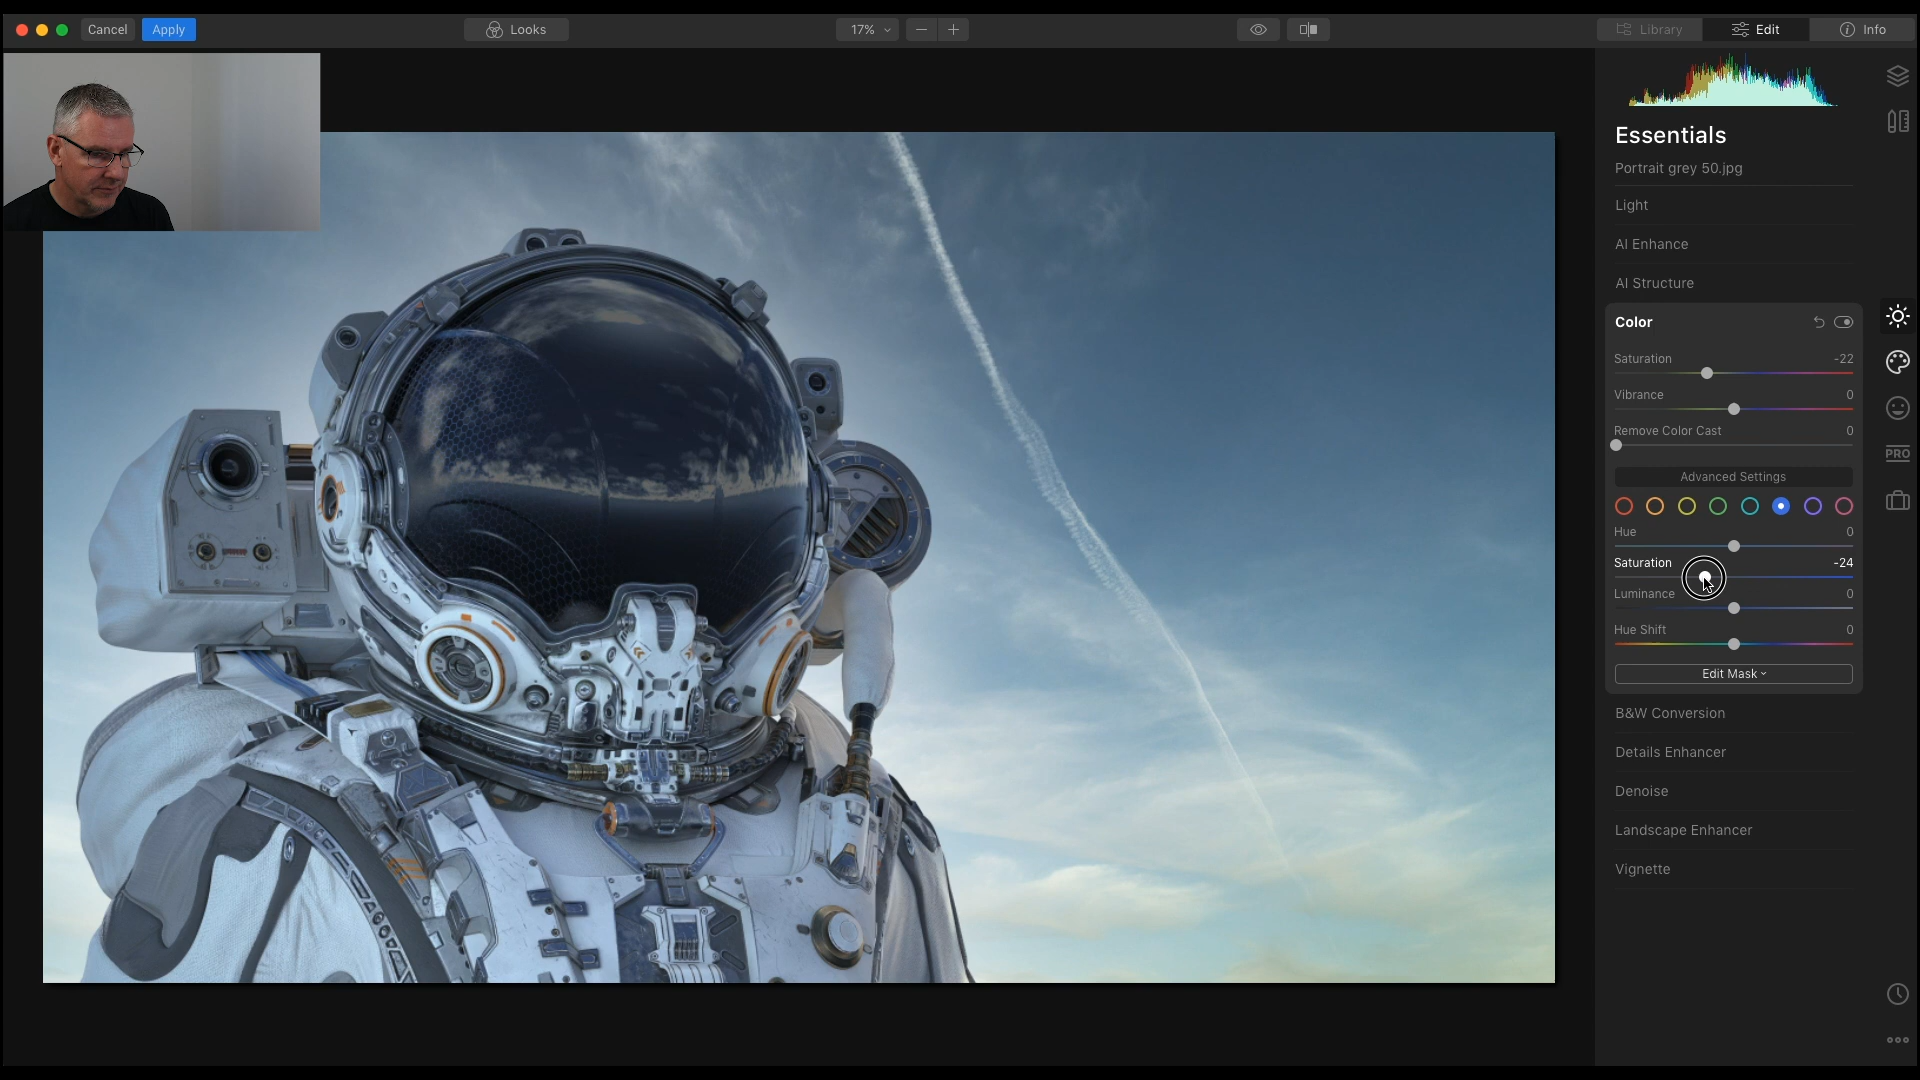 Cancel
Apply
Looks
17%
Library
Edit
Info
Essentials
Portrait grey 50.jpg
Light
AI Enhance
AI Structure
Color
Saturation -22
Vibrance 0
Remove Color Cast 0
Advanced Settings
Hue 0
Saturation -24
Luminance 0
Hue Shift 0
Edit Mask
B&W Conversion
Details Enhancer
Denoise
Landscape Enhancer
Vignette
PRO